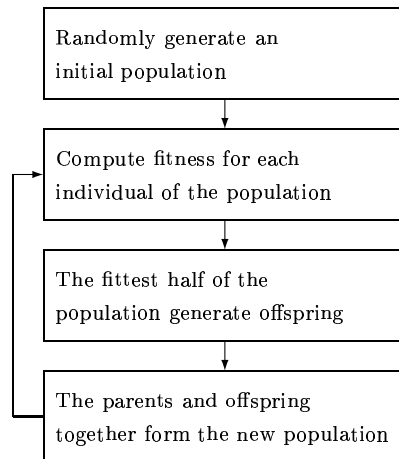 Randomly generate an
initial population
Compute fitness for each
individual of the population
The fittest half of the
population generate offspring
The parents and offspring
together form the new population